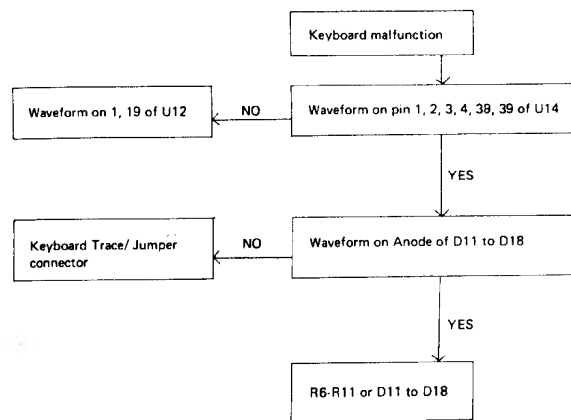 Keyboard malfunction
Waveform on 1, 19 of U12
NO
Waveform on pin 1, 2, 3, 4, 38, 39 of U14
YES
Keyboard Trace/ Jumper
connector
NO
Waveform on Anode of D11 to D18
YES
R6-R11 or D11 to D18